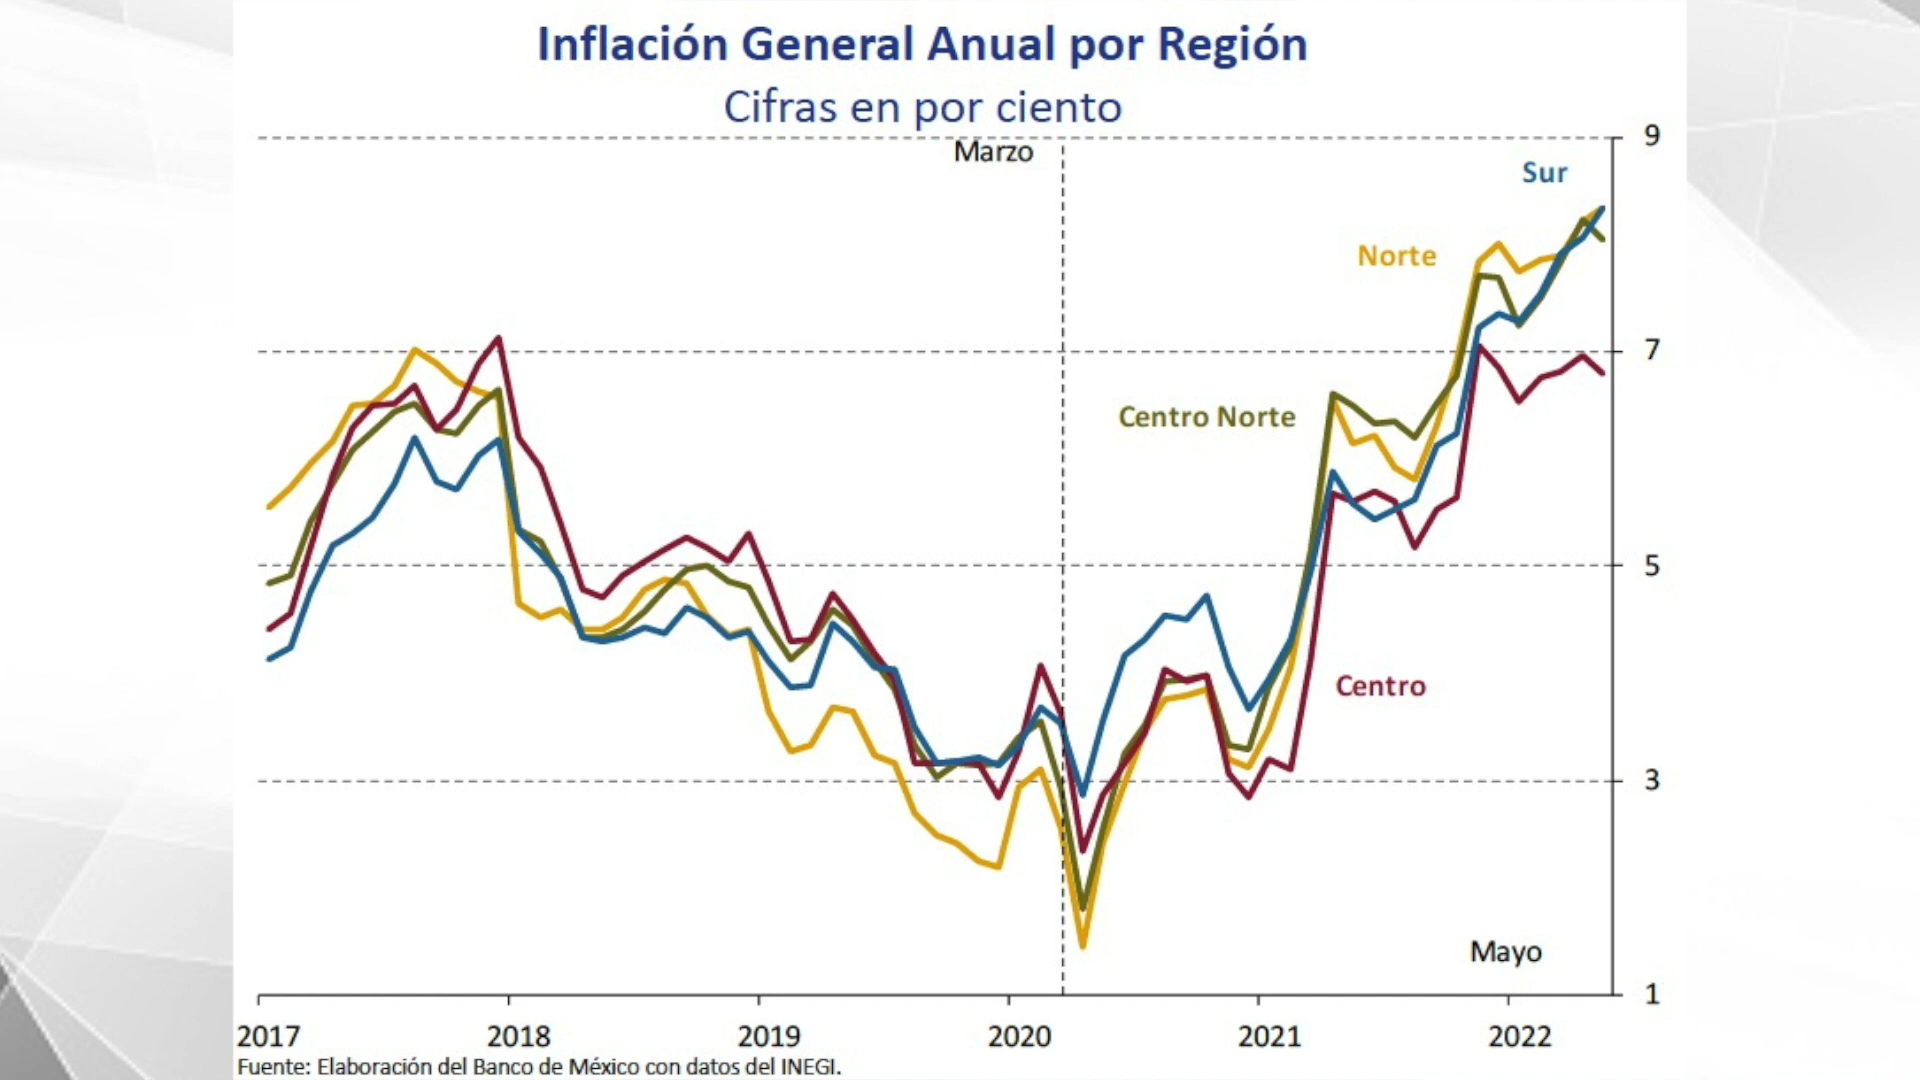 Inflación General Anual por Región
Cifras en por ciento
9
Marzo
Sur
Norte
7
Centro Norte
5
Centro
3
Mayo
1
2017 2018 2019 2020 2021 2022
Fuente: Elaboración del Banco de México con datos del INEGI.